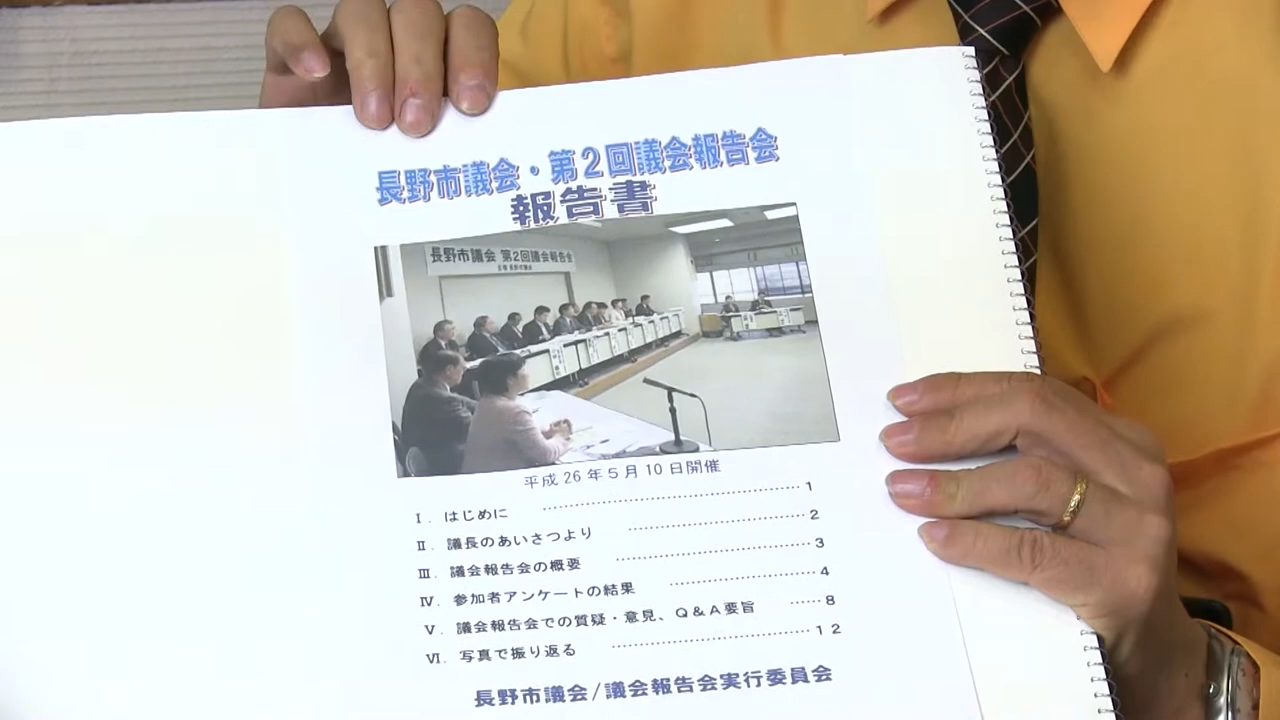 長野市議会・第２回議会報告会
報告書
長野市議会 第2回議会報告会
平成26年５月10日開催
Ⅰ．はじめに ……………………………… 1
Ⅱ．議長のあいさつより …………………… 2
Ⅲ．議会報告会の概要 ……………………… 3
Ⅳ．参加者アンケートの結果 ……………… 4
Ⅴ．議会報告会での質疑・意見、Ｑ＆Ａ要旨 …… 8
Ⅵ．写真で振り返る ……………………… 12
長野市議会/議会報告会実行委員会